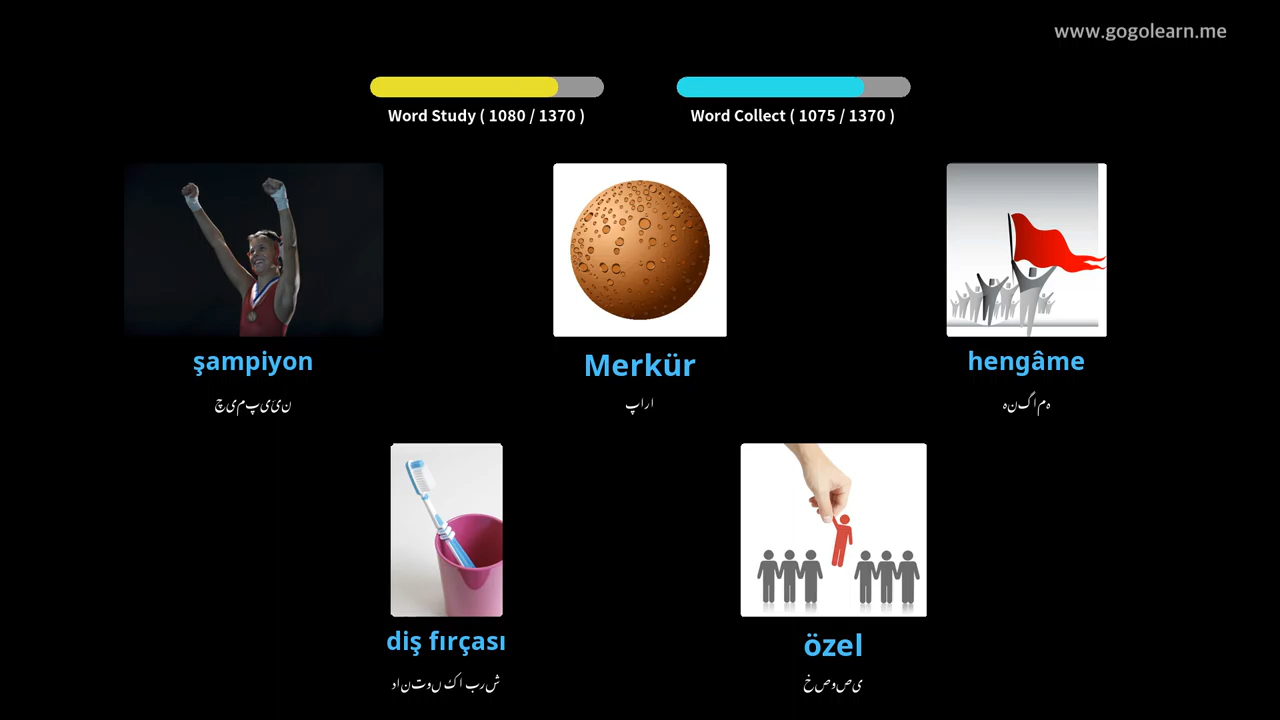 www.gogolearn.me
Word Study ( 1080 / 1370 )
Word Collect ( 1075 / 1370 )
şampiyon
چیمپیئین
Merkür
پارا
hengâme
ہنگامہ
diş fırçası
دانتوں کا برش
özel
خصوصی